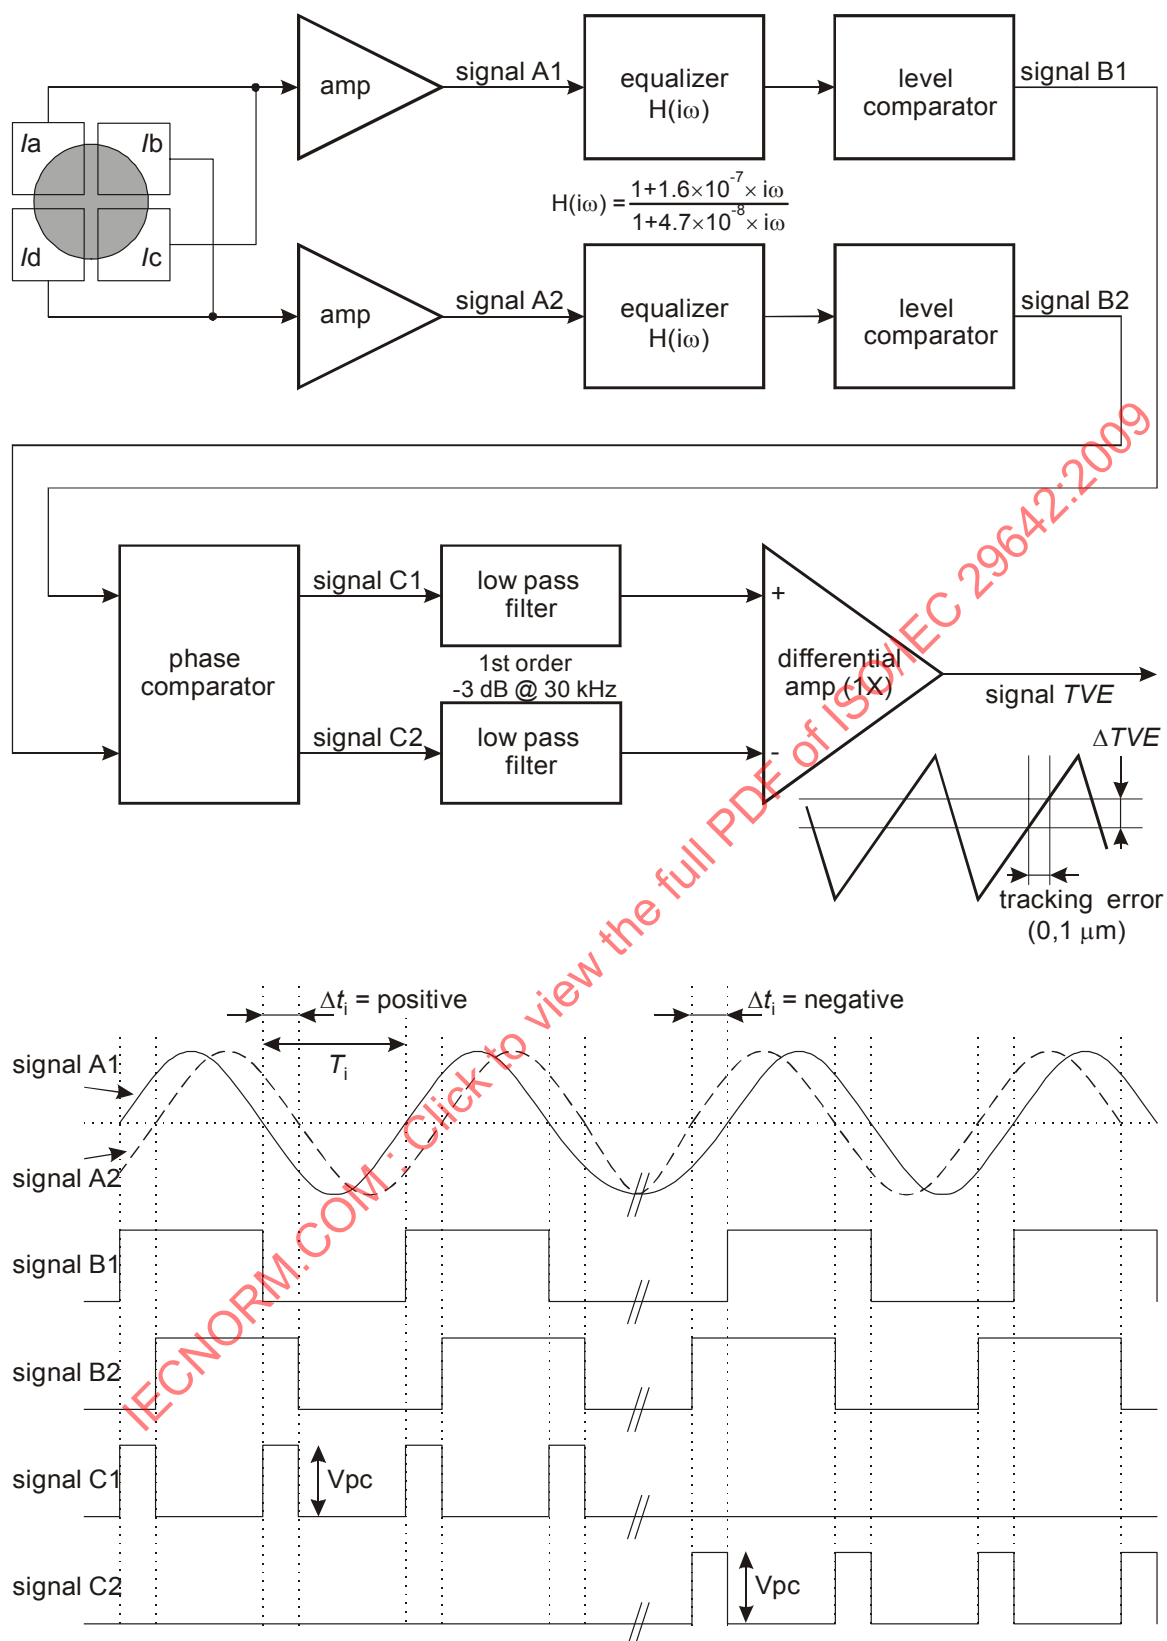 amp
signal A1
equalizer
H(iω)
level
comparator
signal B1
Ia
Ib
Id
Ic
H(iω) = 1+1.6×10⁻⁷× iω
1+4.7×10⁻⁸× iω
amp
signal A2
equalizer
H(iω)
level
comparator
signal B2
phase
comparator
signal C1
low pass
filter
1st order
-3 dB @ 30 kHz
signal C2
low pass
filter
+
-
differential
amp (1X)
signal TVE
ΔTVE
tracking error
(0,1 μm)
Δtᵢ = positive
Δtᵢ = negative
Tᵢ
signal A1
signal A2
signal B1
signal B2
signal C1
Vpc
signal C2
Vpc
IECNORM.COM : Click to view the full PDF of ISO/IEC 29642:2009